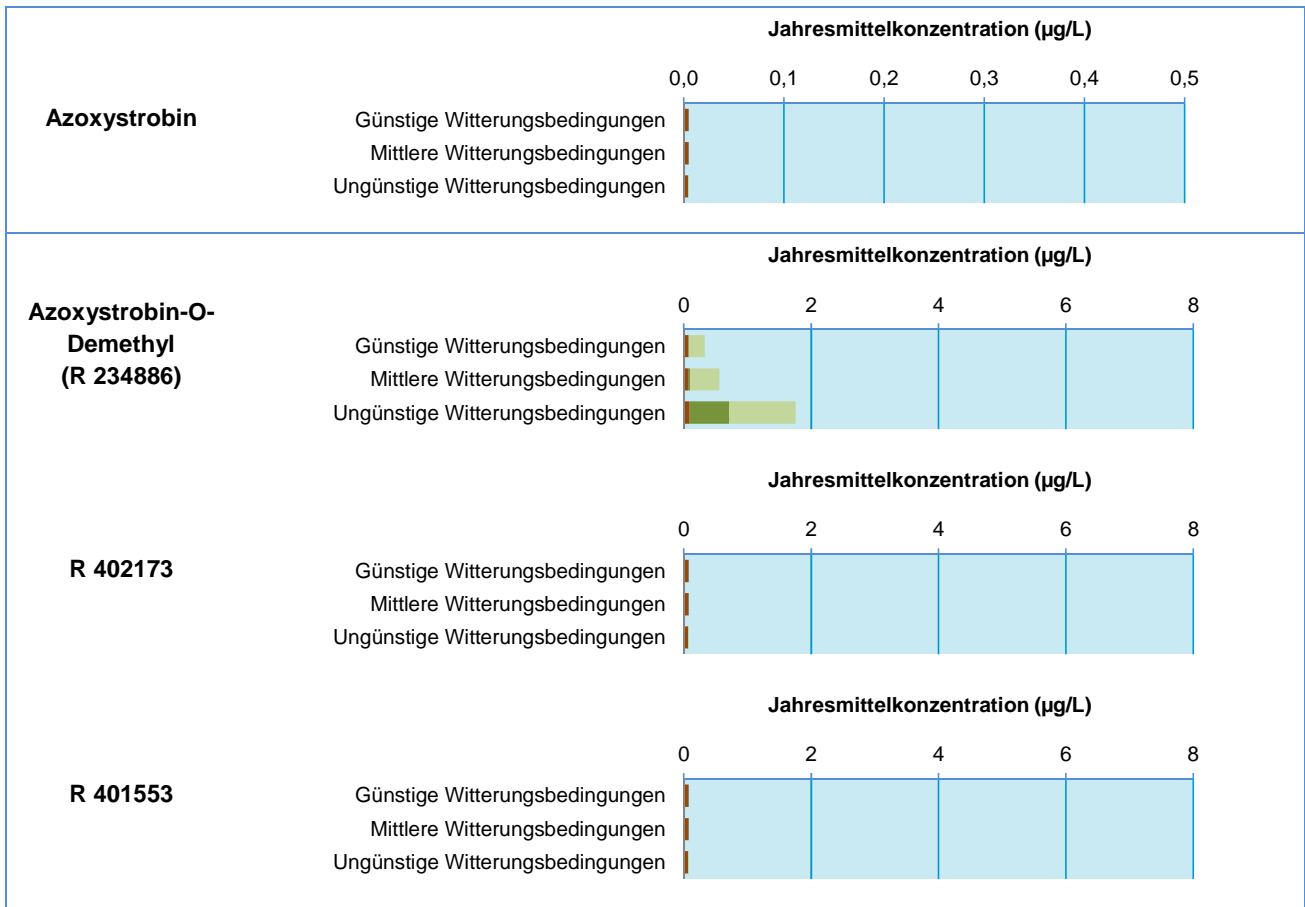 Jahresmittelkonzentration (µg/L)
0,0 0,1 0,2 0,3 0,4 0,5
Azoxystrobin
Günstige Witterungsbedingungen
Mittlere Witterungsbedingungen
Ungünstige Witterungsbedingungen
Jahresmittelkonzentration (µg/L)
0 2 4 6 8
Azoxystrobin-O-
Demethyl
(R 234886)
Günstige Witterungsbedingungen
Mittlere Witterungsbedingungen
Ungünstige Witterungsbedingungen
Jahresmittelkonzentration (µg/L)
0 2 4 6 8
R 402173
Günstige Witterungsbedingungen
Mittlere Witterungsbedingungen
Ungünstige Witterungsbedingungen
Jahresmittelkonzentration (µg/L)
0 2 4 6 8
R 401553
Günstige Witterungsbedingungen
Mittlere Witterungsbedingungen
Ungünstige Witterungsbedingungen